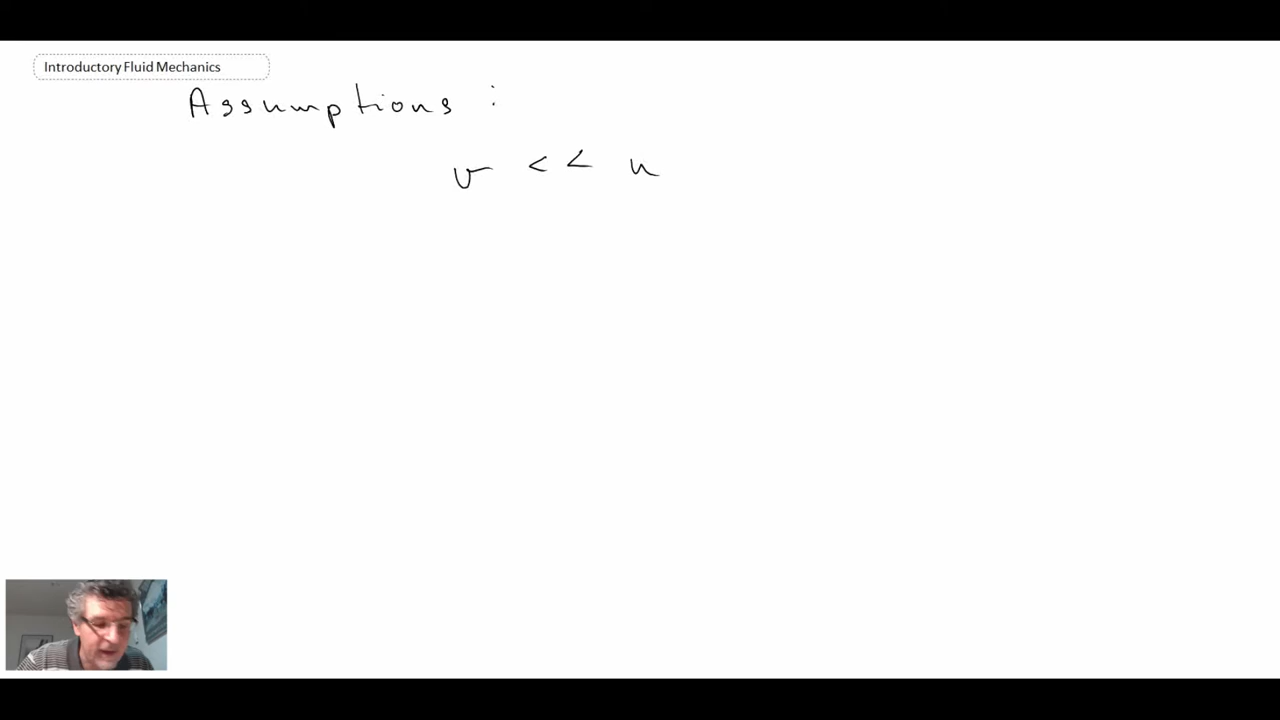 Introductory Fluid Mechanics
Assumptions :
v < < u